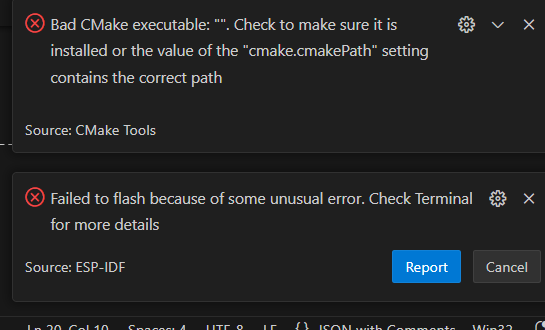 Bad CMake executable: "". Check to make sure it is
installed or the value of the "cmake.cmakePath" setting
contains the correct path
Source: CMake Tools
Failed to flash because of some unusual error. Check Terminal
for more details
Source: ESP-IDF
Report
Cancel
Ln 20, Col 10 Spaces: 4 UTF-8 LF {} JSON with Comments Win32